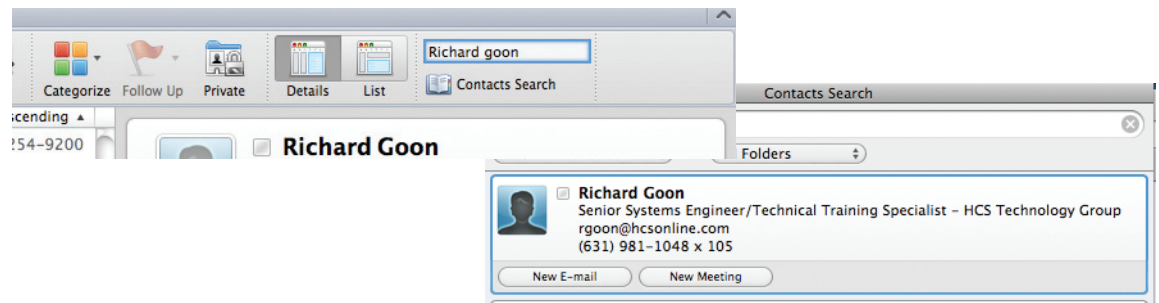 Richard goon
Categorize Follow Up Private Details List Contacts Search
scending
254-9200
Richard Goon
Contacts Search
Folders
Richard Goon
Senior Systems Engineer/Technical Training Specialist – HCS Technology Group
rgoon@hcsonline.com
(631) 981-1048 x 105
New E-mail New Meeting